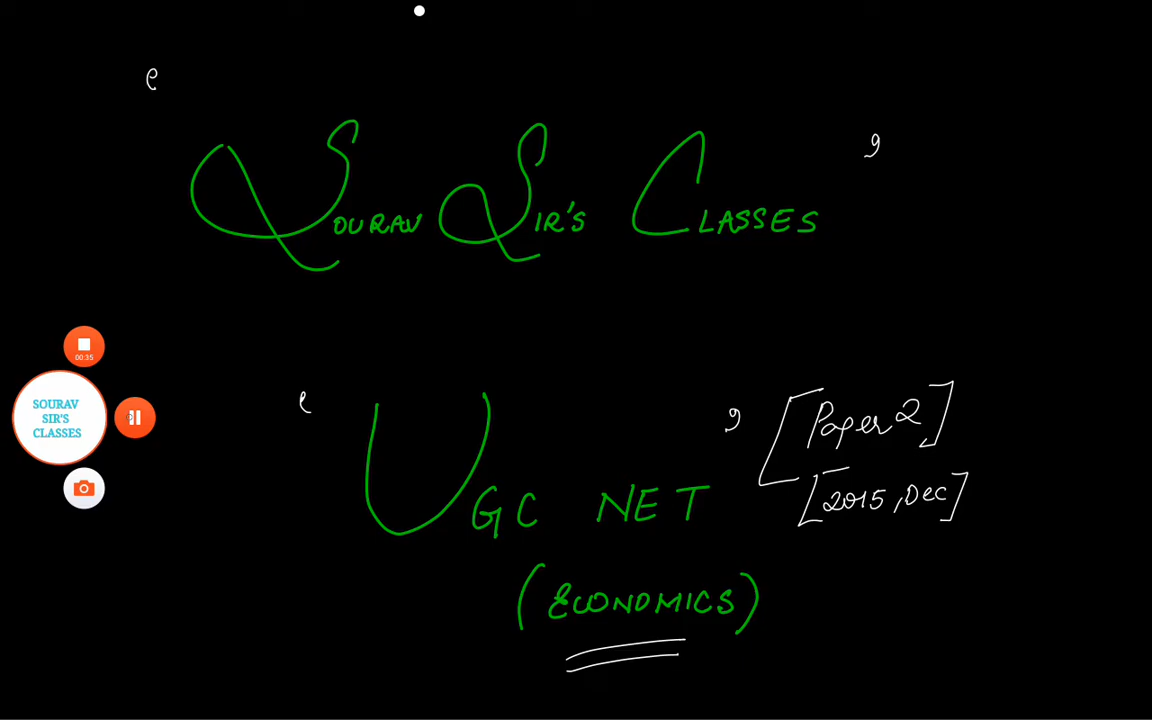 ‘ SOURAV SIR'S CLASSES ’
00:35
SOURAV
SIR'S
CLASSES
‘ UGC NET ’ [Paper 2]
[2015, Dec]
(ECONOMICS)